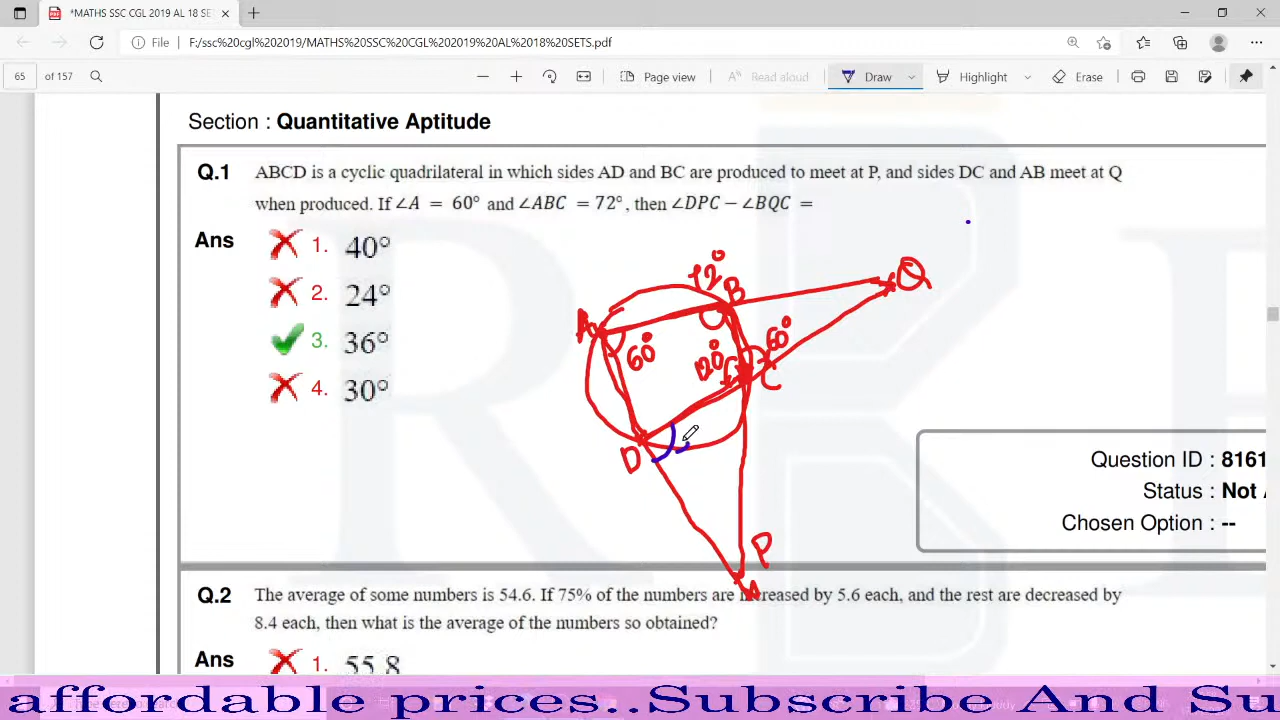 *MATHS SSC CGL 2019 AL 18 SE
File
F:/ssc%20cgl%202019/MATHS%20SSC%20CGL%202019%20AL%2018%20SETS.pdf
65 of 157
Page view
Read aloud
Draw
Highlight
Erase
Section : Quantitative Aptitude
Q.1 ABCD is a cyclic quadrilateral in which sides AD and BC are produced to meet at P, and sides DC and AB meet at Q
when produced. If ∠A = 60° and ∠ABC = 72°, then ∠DPC − ∠BQC =
Ans
1. 40°
2. 24°
3. 36°
4. 30°
72°
B
Q
A
60°
120°
60°
C
D
P
Question ID : 8161
Status : Not
Chosen Option : --
Q.2 The average of some numbers is 54.6. If 75% of the numbers are increased by 5.6 each, and the rest are decreased by
8.4 each, then what is the average of the numbers so obtained?
Ans
1. 55.8
affordable prices..Subscribe And Su